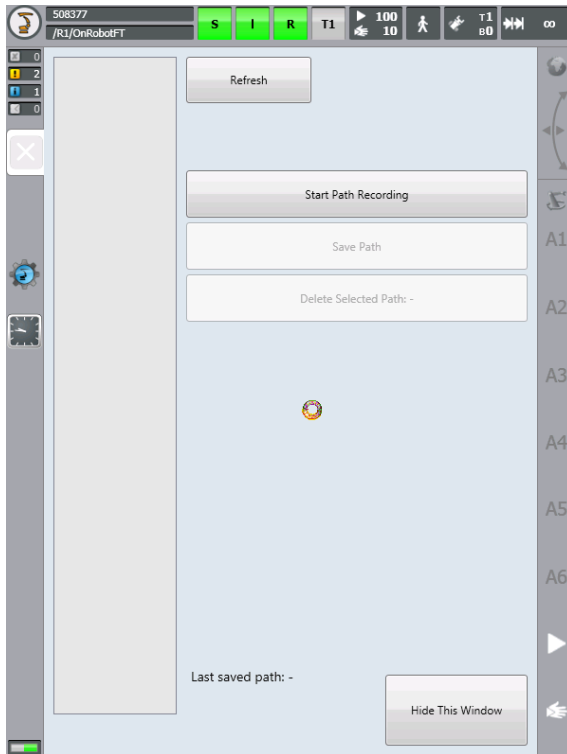 508377
/R1/OnRobotFT
S I R T1 100 10 T1 B0 ∞
0
2
1
0
Refresh
Start Path Recording
Save Path
Delete Selected Path: -
A1
A2
A3
A4
A5
A6
Last saved path: -
Hide This Window